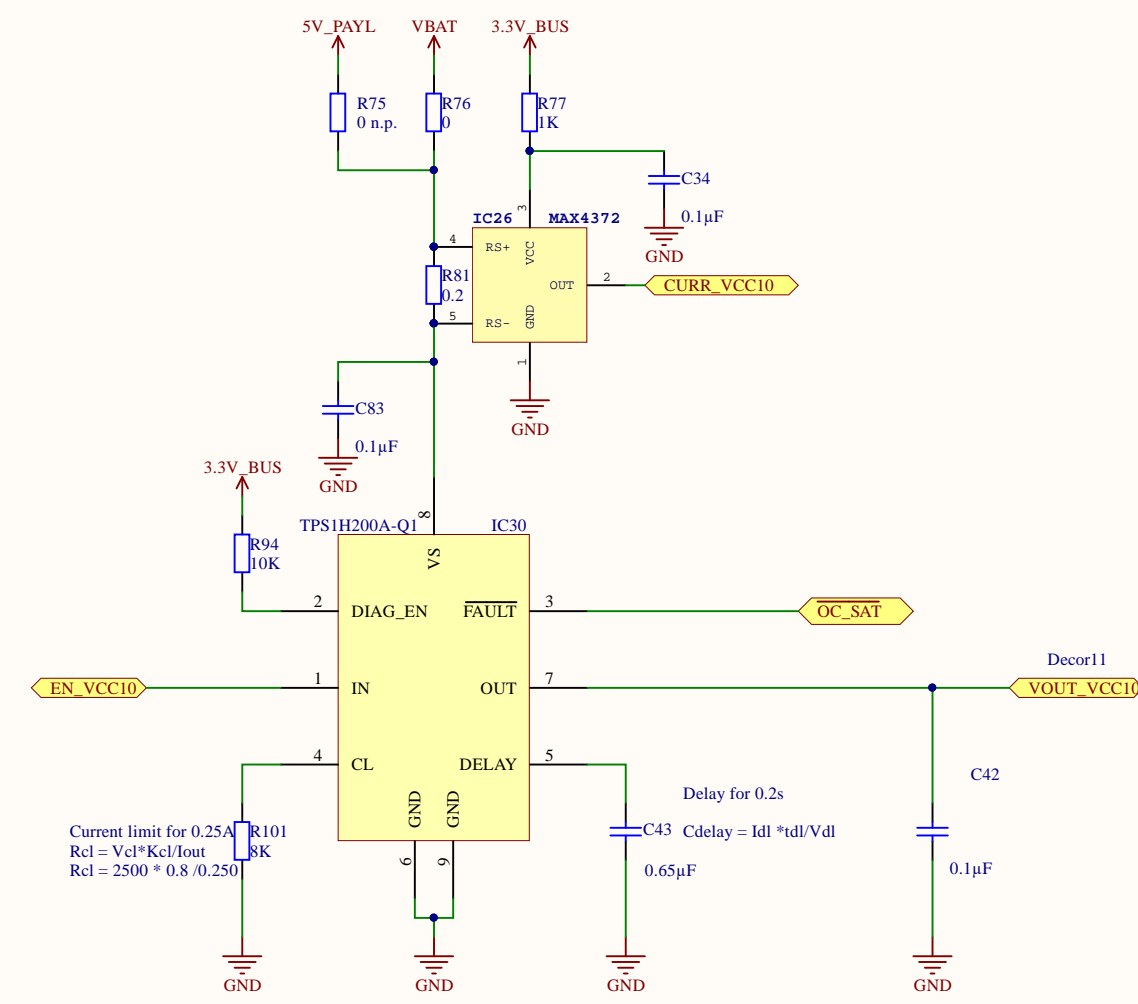 5V_PAYL
VBAT
3.3V_BUS
R75
0 n.p.
R76
0
R77
1K
C34
0.1µF
GND
IC26
MAX4372
3
VCC
4
RS+
R81
0.2
OUT
2
CURR_VCC10
5
RS-
GND
1
C83
0.1µF
GND
GND
3.3V_BUS
R94
10K
TPS1H200A-Q1
IC30
8
VS
2
DIAG_EN
FAULT
3
OC_SAT
Decor11
EN_VCC10
1
IN
OUT
7
VOUT_VCC10
4
CL
DELAY
5
C42
Delay for 0.2s
Current limit for 0.25A
R101
Rcl = Vcl*Kcl/Iout
8K
Rcl = 2500 * 0.8 /0.250
GND
GND
6
9
C43
Cdelay = Idl *tdl/Vdl
0.65µF
0.1µF
GND
GND
GND
GND